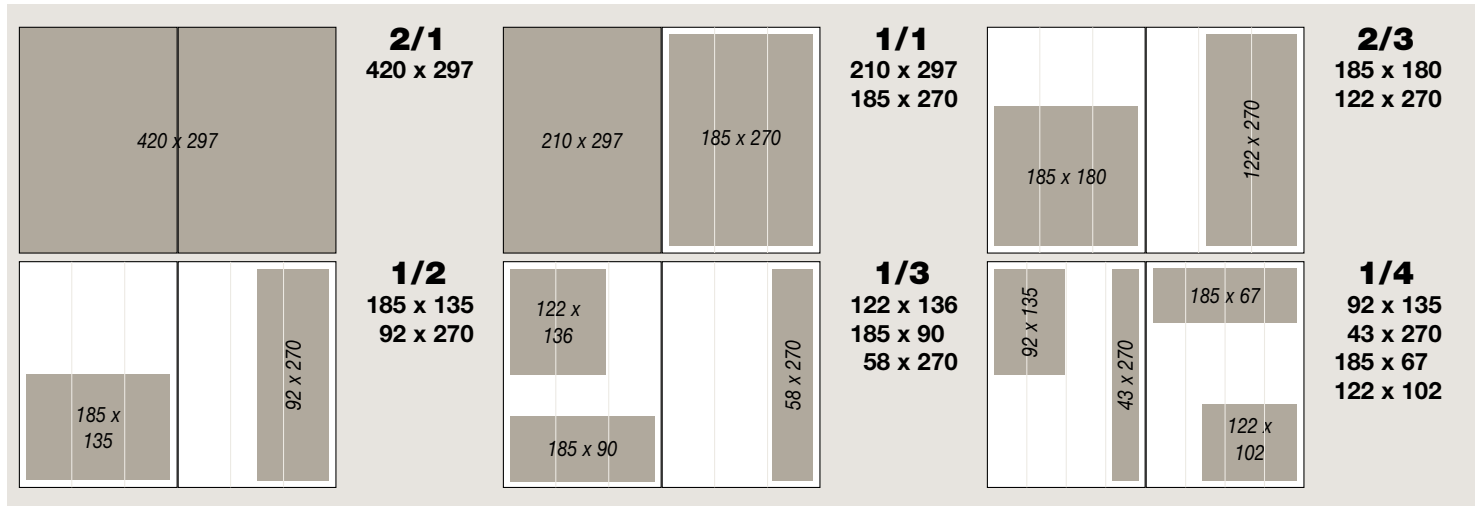 420 x 297
2/1
420 x 297
210 x 297
185 x 270
1/1
210 x 297
185 x 270
185 x 180
122 x 270
2/3
185 x 180
122 x 270
185 x
135
92 x 270
1/2
185 x 135
92 x 270
122 x
136
185 x 90
58 x 270
1/3
122 x 136
185 x 90
58 x 270
92 x 135
43 x 270
185 x 67
122 x
102
1/4
92 x 135
43 x 270
185 x 67
122 x 102